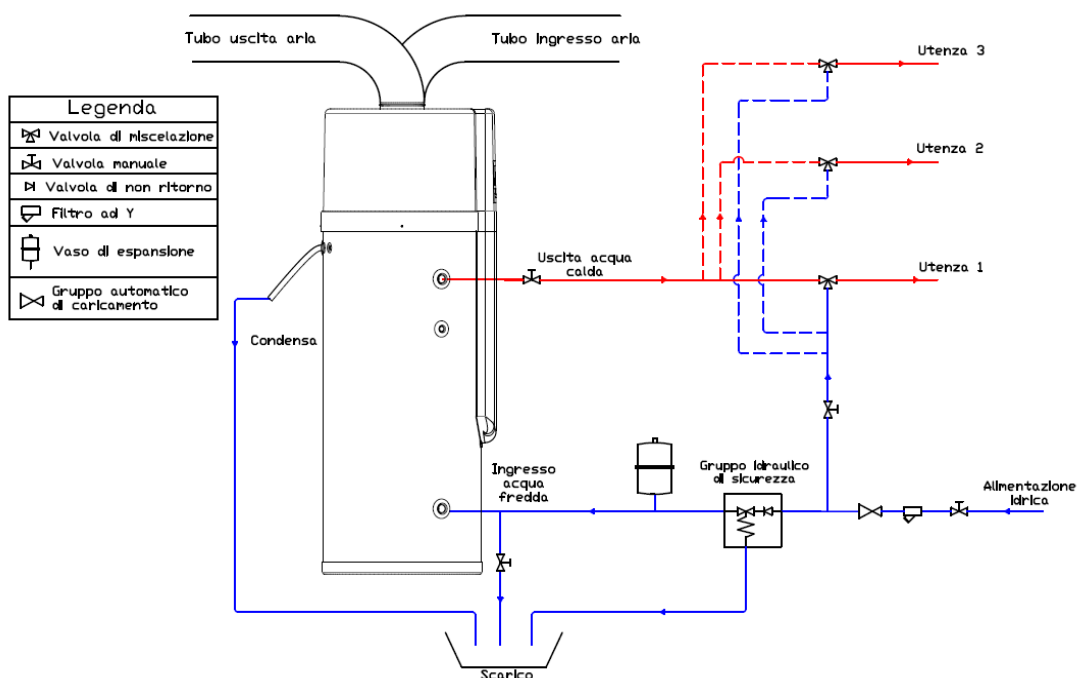 Tubo uscita aria
Tubo ingresso aria
Legenda
Valvola di miscelazione
Valvola manuale
Valvola di non ritorno
Filtro ad Y
Vaso di espansione
Gruppo automatico
di caricamento
Utenza 3
Utenza 2
Uscita acqua
calda
Utenza 1
Condensa
Ingresso
acqua
fredda
Gruppo idraulico
di sicurezza
Alimentazione
idrica
Scarico